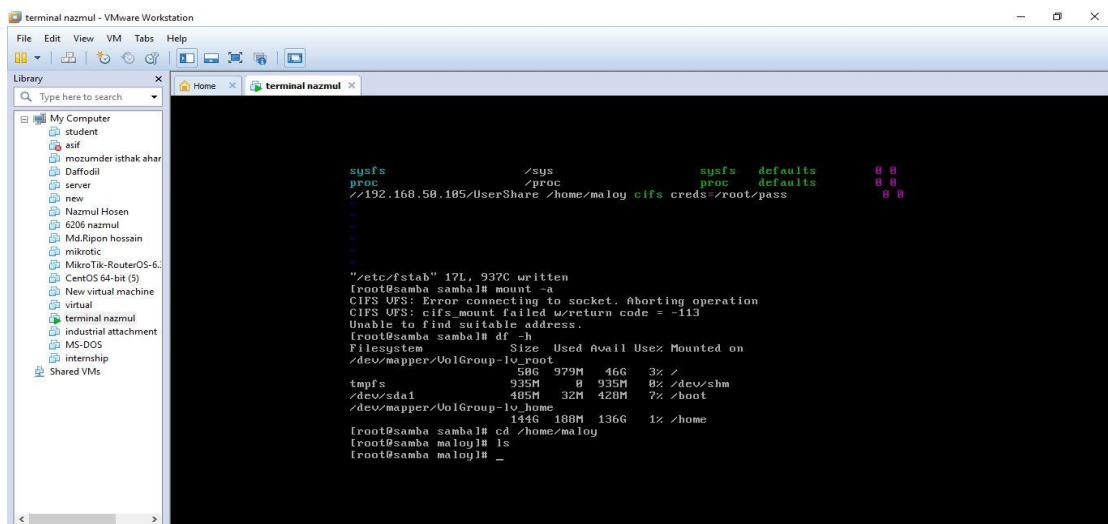 terminal nazmul - VMware Workstation
File Edit View VM Tabs Help
Library
Type here to search
Home
terminal nazmul
My Computer
student
asif
mozumder isthak ahar
Daffodil
server
new
Nazmul Hosen
6206 nazmul
Md.Ripon hossain
mikrotic
MikroTik-RouterOS-6.
CentOS 64-bit (5)
New virtual machine
virtual
terminal nazmul
industrial attachment
MS-DOS
internship
Shared VMs
sysfs /sys sysfs defaults 0 0
proc /proc proc defaults 0 0
//192.168.50.105/UserShare /home/maloy cifs creds=/root/pass 0 0
~
~
~
~
~
"/etc/fstab" 17L, 937C written
[root@samba samba]# mount -a
CIFS VFS: Error connecting to socket. Aborting operation
CIFS VFS: cifs_mount failed w/return code = -113
Unable to find suitable address.
[root@samba samba]# df -h
Filesystem Size Used Avail Use% Mounted on
/dev/mapper/VolGroup-lv_root
50G 979M 46G 3% /
tmpfs 935M 0 935M 0% /dev/shm
/dev/sda1 485M 32M 428M 7% /boot
/dev/mapper/VolGroup-lv_home
144G 188M 136G 1% /home
[root@samba samba]# cd /home/maloy
[root@samba maloy]# ls
[root@samba maloy]# _